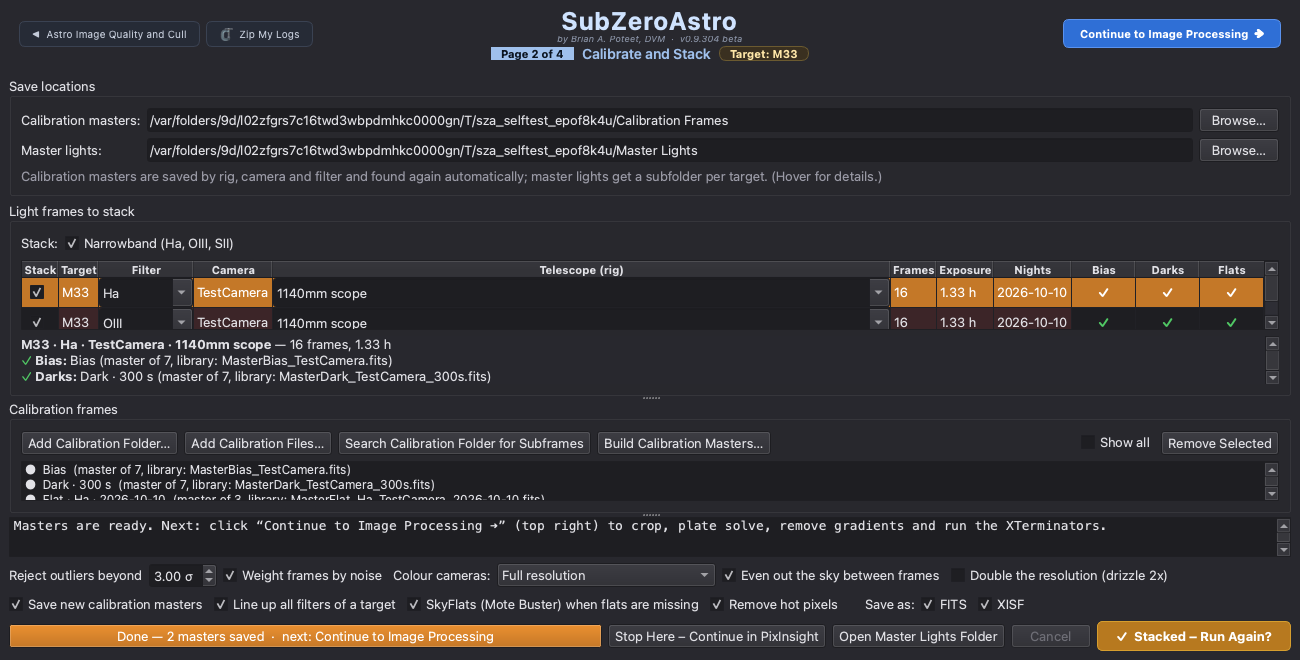 ◄ Astro Image Quality and Cull
Zip My Logs
SubZeroAstro
by Brian A. Poteet, DVM · v0.9.304 beta
Page 2 of 4 Calibrate and Stack Target: M33
Continue to Image Processing ➜
Save locations
Calibration masters: /var/folders/9d/l02zfgrs7c16twd3wbpdmhkc0000gn/T/sza_selftest_epof8k4u/Calibration Frames Browse...
Master lights: /var/folders/9d/l02zfgrs7c16twd3wbpdmhkc0000gn/T/sza_selftest_epof8k4u/Master Lights Browse...
Calibration masters are saved by rig, camera and filter and found again automatically; master lights get a subfolder per target. (Hover for details.)
Light frames to stack
Stack: ✓ Narrowband (Ha, OIII, SII)
Stack Target Filter Camera Telescope (rig) Frames Exposure Nights Bias Darks Flats
✓ M33 Ha TestCamera 1140mm scope 16 1.33 h 2026-10-10 ✓ ✓ ✓
✓ M33 OIII TestCamera 1140mm scope 16 1.33 h 2026-10-10 ✓ ✓ ✓
M33 · Ha · TestCamera · 1140mm scope — 16 frames, 1.33 h
✓ Bias: Bias (master of 7, library: MasterBias_TestCamera.fits)
✓ Darks: Dark · 300 s (master of 7, library: MasterDark_TestCamera_300s.fits)
Calibration frames
Add Calibration Folder... Add Calibration Files... Search Calibration Folder for Subframes Build Calibration Masters... Show all Remove Selected
● Bias (master of 7, library: MasterBias_TestCamera.fits)
● Dark · 300 s (master of 7, library: MasterDark_TestCamera_300s.fits)
● Flat · Ha · 2026-10-10 (master of 3, library: MasterFlat_Ha_TestCamera_2026-10-10.fits)
Masters are ready. Next: click “Continue to Image Processing ➜” (top right) to crop, plate solve, remove gradients and run the XTerminators.
Reject outliers beyond 3.00 σ ✓ Weight frames by noise Colour cameras: Full resolution ✓ Even out the sky between frames Double the resolution (drizzle 2x)
✓ Save new calibration masters ✓ Line up all filters of a target ✓ SkyFlats (Mote Buster) when flats are missing ✓ Remove hot pixels Save as: ✓ FITS ✓ XISF
Done — 2 masters saved · next: Continue to Image Processing Stop Here – Continue in PixInsight Open Master Lights Folder Cancel ✓ Stacked – Run Again?